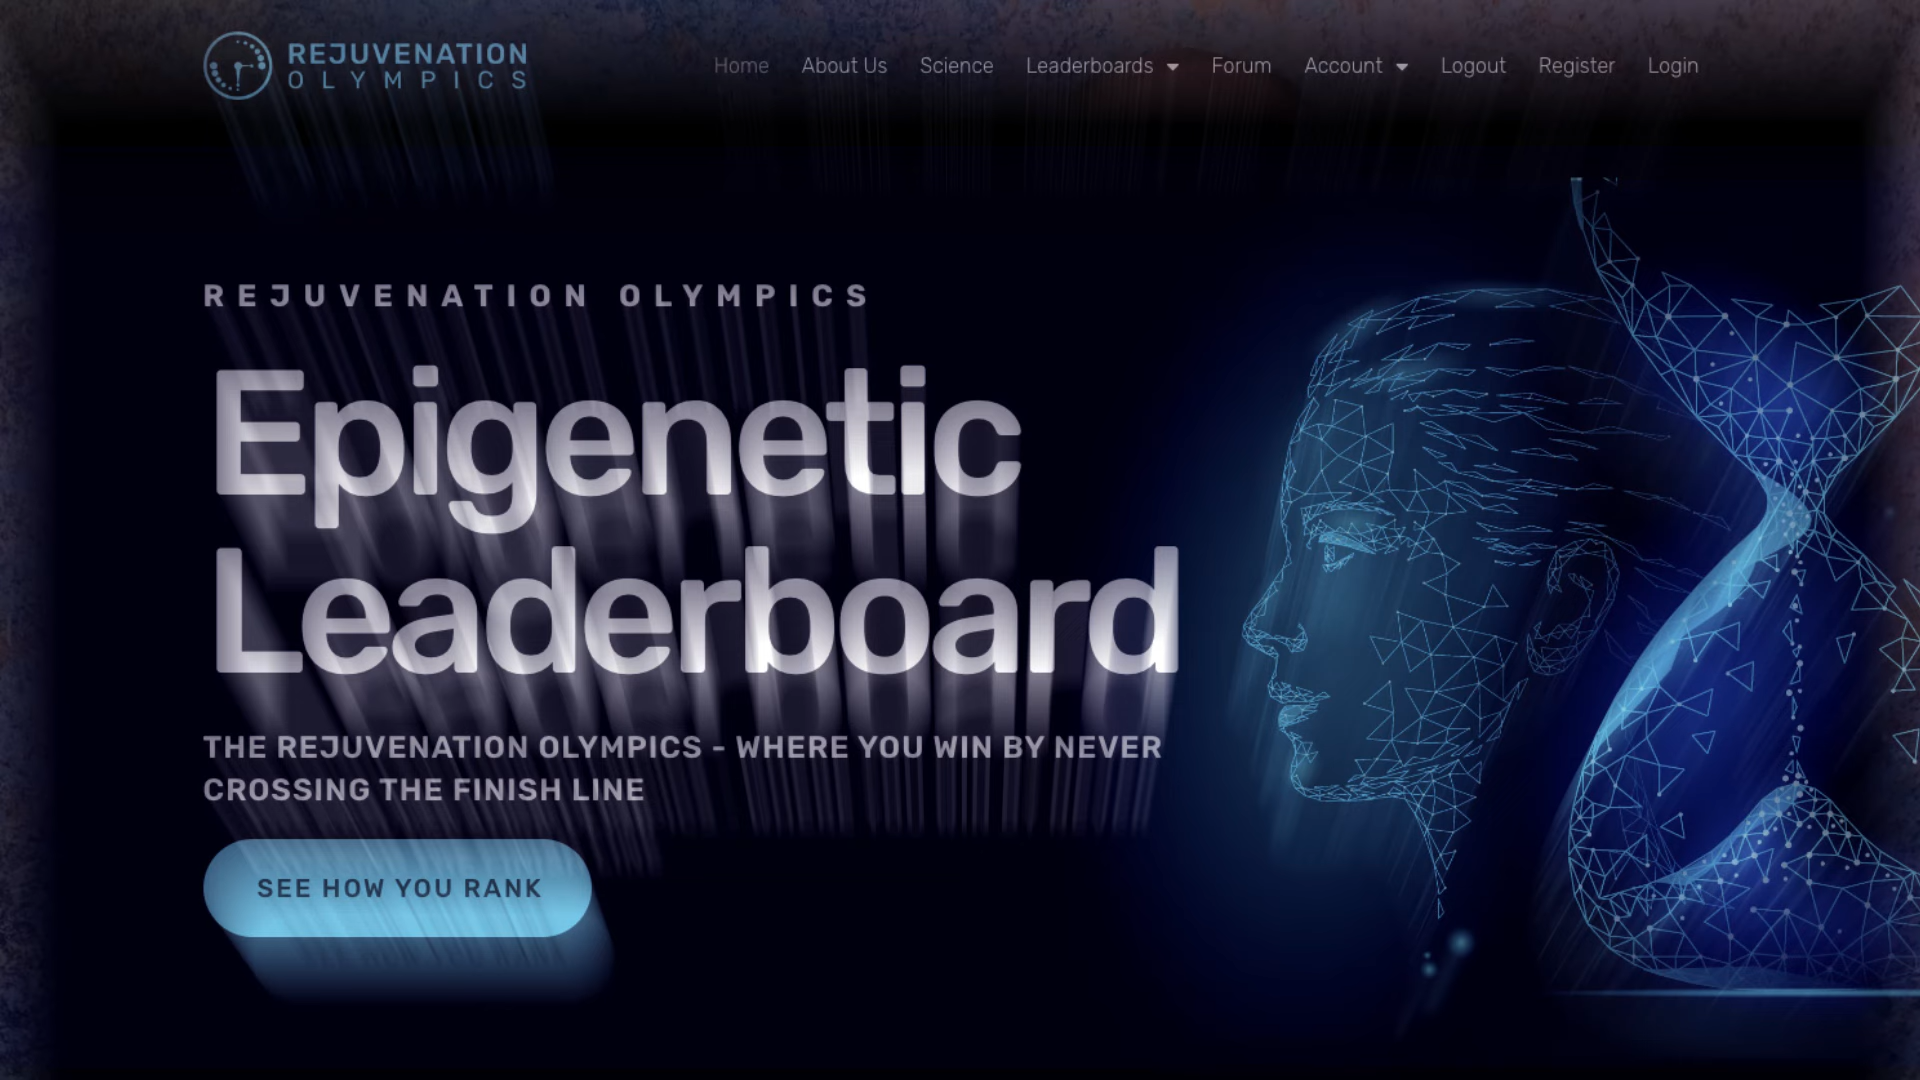 REJUVENATION
OLYMPICS
Home About Us Science Leaderboards Forum Account Logout Register Login
REJUVENATION OLYMPICS
Epigenetic
Leaderboard
THE REJUVENATION OLYMPICS - WHERE YOU WIN BY NEVER
CROSSING THE FINISH LINE
SEE HOW YOU RANK